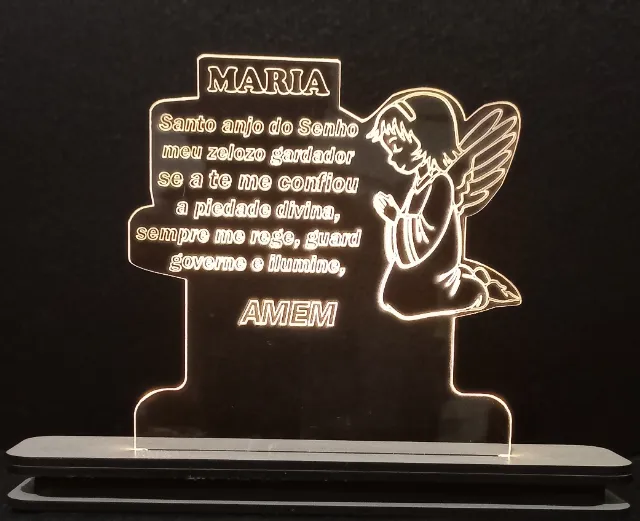 MARIA
Santo anjo do Senho
meu zelozo gardador
se a te me confiou
a piedade divina,
sempre me rege, guard
governe e ilumine,
AMEM